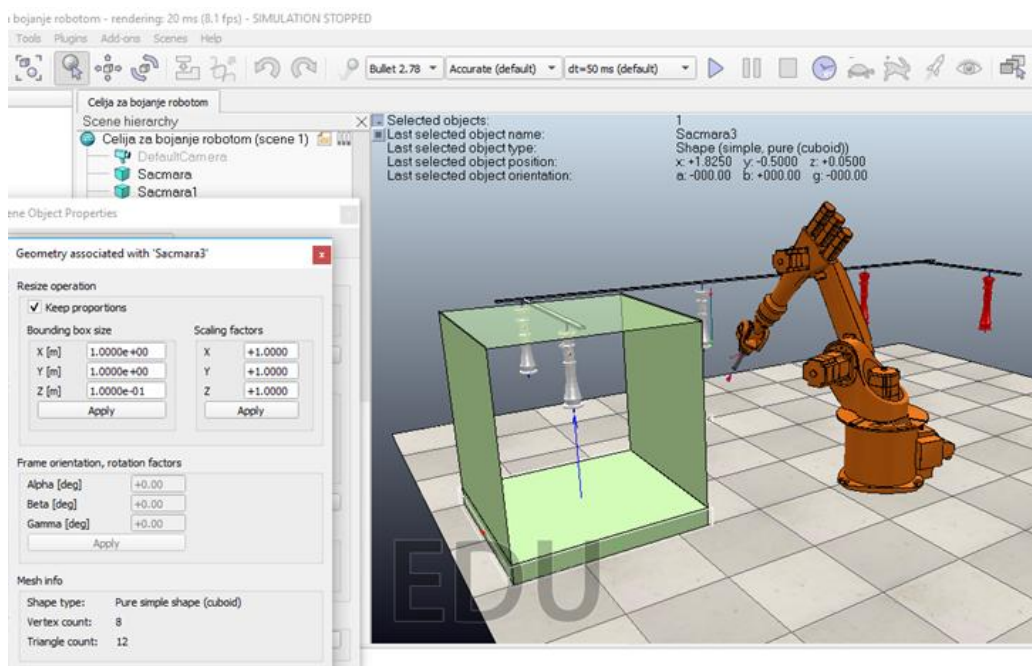 a bojanje robotom - rendering: 20 ms (8.1 fps) - SIMULATION STOPPED
Tools Plugins Add-ons Scenes Help
Bullet 2.78 Accurate (default) dt=50 ms (default)
Celija za bojanje robotom
Scene hierarchy
Celija za bojanje robotom (scene 1)
DefaultCamera
Sacmara
Sacmara1
Selected objects: 1
Last selected object name: Sacmara3
Last selected object type: Shape (simple, pure (cuboid))
Last selected object position: x: +1.8250 y: -0.5000 z: +0.0500
Last selected object orientation: a: -000.00 b: +000.00 g: -000.00
ene Object Properties
Geometry associated with 'Sacmara3'
Resize operation
Keep proportions
Bounding box size Scaling factors
X [m] 1.0000e+00 X +1.0000
Y [m] 1.0000e+00 Y +1.0000
Z [m] 1.0000e-01 Z +1.0000
Apply Apply
Frame orientation, rotation factors
Alpha [deg] +0.00
Beta [deg] +0.00
Gamma [deg] +0.00
Apply
Mesh info
Shape type: Pure simple shape (cuboid)
Vertex count: 8
Triangle count: 12
EDU